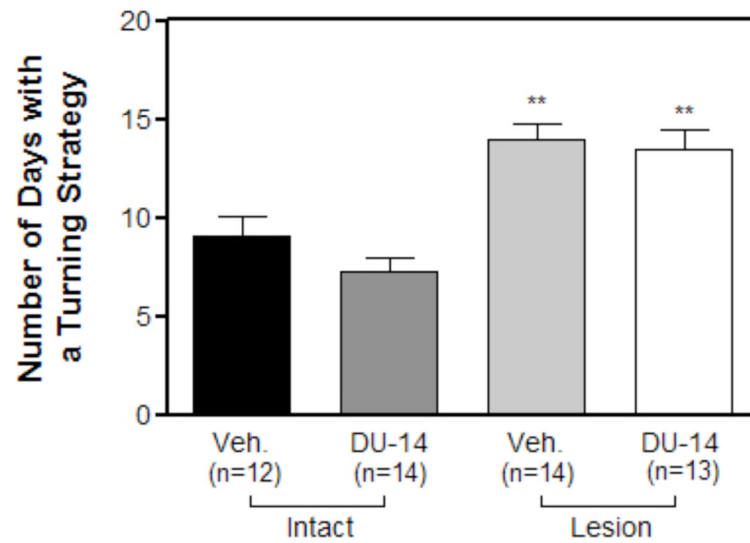 Number of Days with
a Turning Strategy
20
15
10
5
0
**
**
Veh.
(n=12)
DU-14
(n=14)
Veh.
(n=14)
DU-14
(n=13)
Intact
Lesion